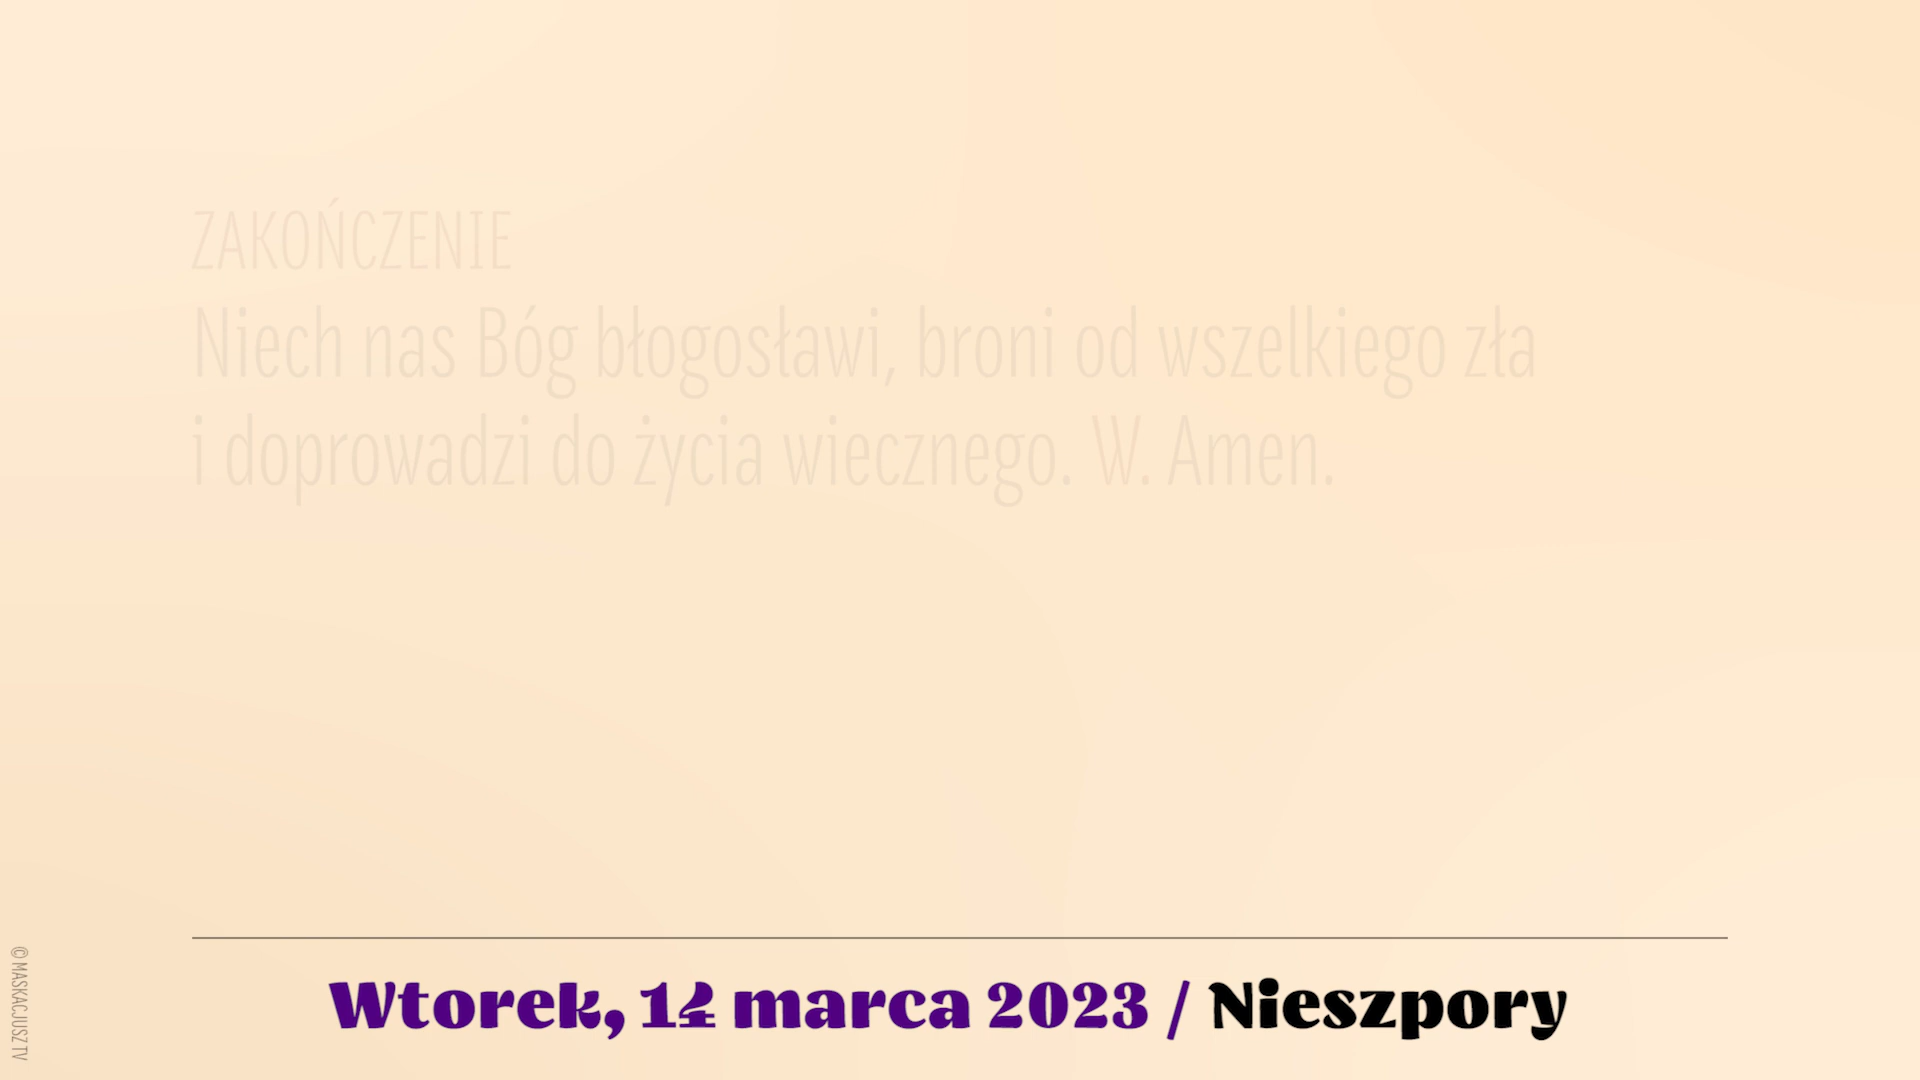 ZAKOŃCZENIE
Niech nas Bóg błogosławi, broni od wszelkiego zła
i doprowadzi do życia wiecznego. W. Amen.
Wtorek, 14 marca 2023 / Nieszpory
© MASKACJUSZ TV